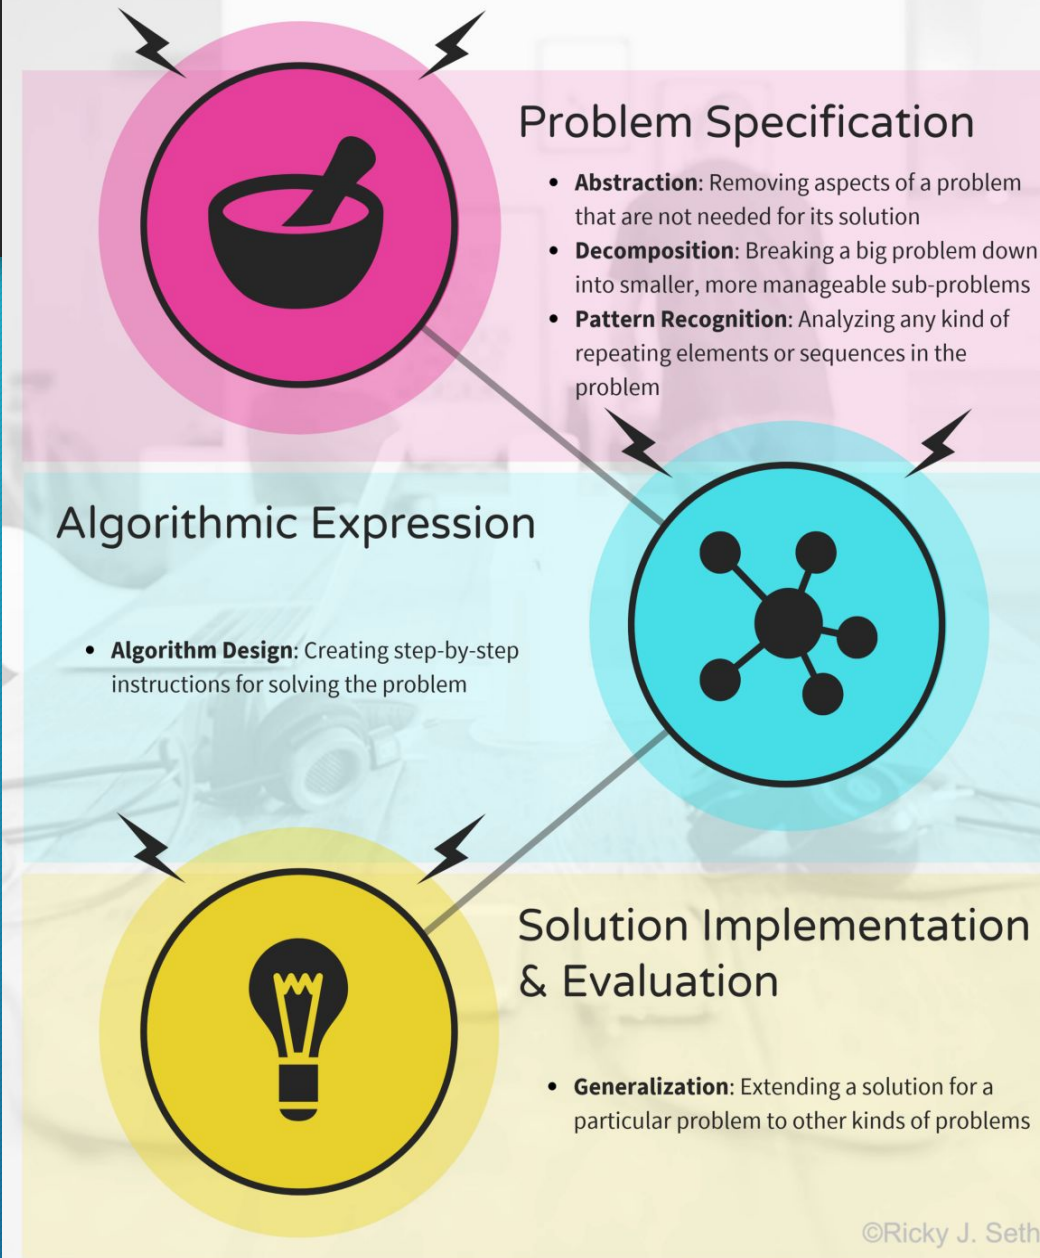 Problem Specification
• Abstraction: Removing aspects of a problem
that are not needed for its solution
• Decomposition: Breaking a big problem down
into smaller, more manageable sub-problems
• Pattern Recognition: Analyzing any kind of
repeating elements or sequences in the
problem
Algorithmic Expression
• Algorithm Design: Creating step-by-step
instructions for solving the problem
Solution Implementation
& Evaluation
• Generalization: Extending a solution for a
particular problem to other kinds of problems
©Ricky J. Seth